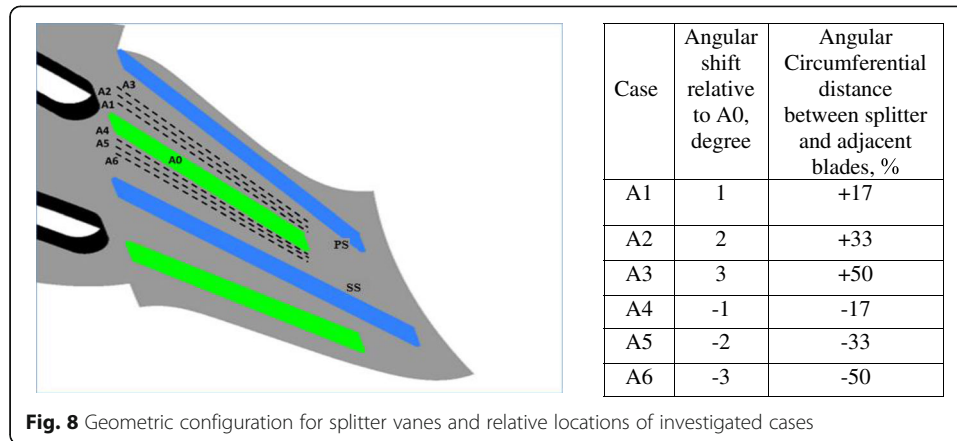 A3
A2
A1
A4
A5
A0
A6
PS
SS
Case
Angular
shift
relative
to A0,
degree
Angular
Circumferential
distance
between splitter
and adjacent
blades, %
A1 1 +17
A2 2 +33
A3 3 +50
A4 -1 -17
A5 -2 -33
A6 -3 -50
Fig. 8 Geometric configuration for splitter vanes and relative locations of investigated cases